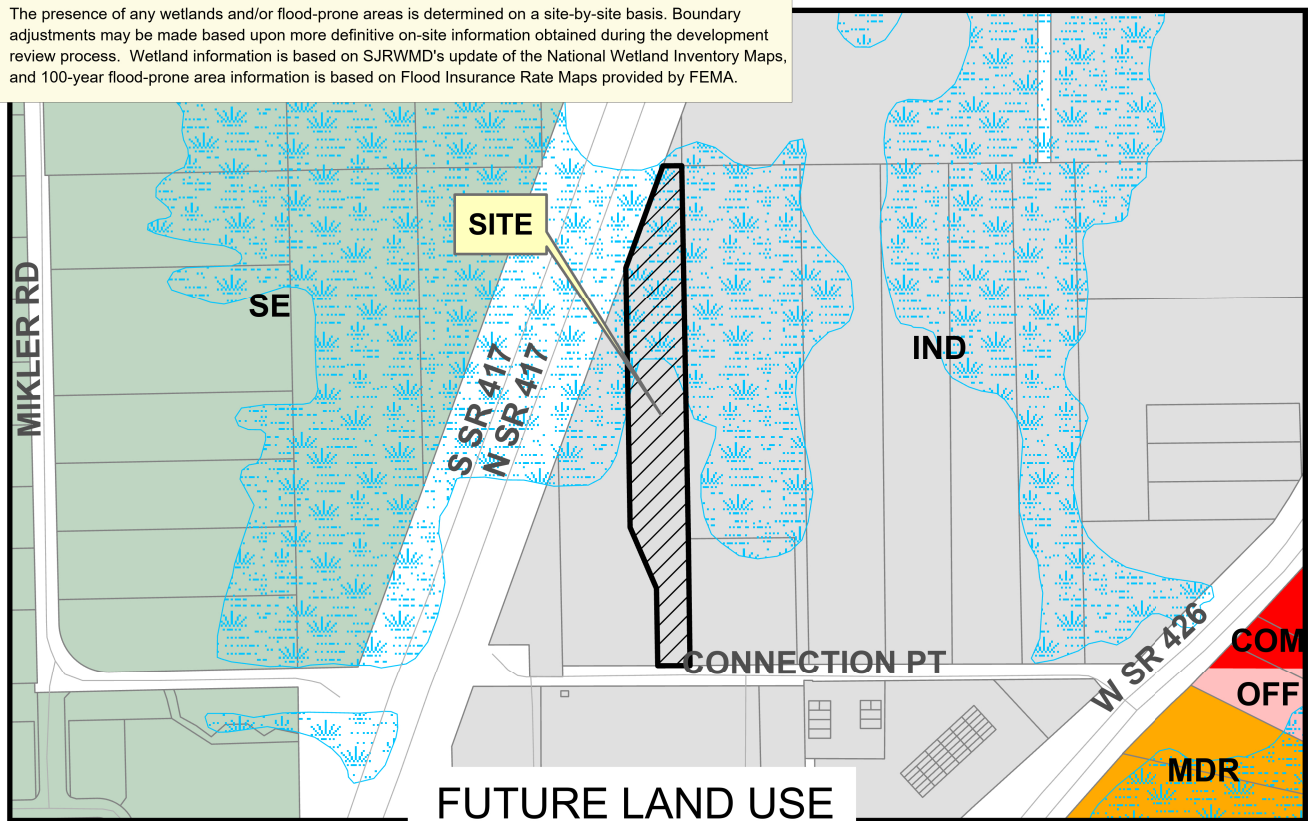 The presence of any wetlands and/or flood-prone areas is determined on a site-by-site basis. Boundary
adjustments may be made based upon more definitive on-site information obtained during the development
review process.  Wetland information is based on SJRWMD's update of the National Wetland Inventory Maps,
and 100-year flood-prone area information is based on Flood Insurance Rate Maps provided by FEMA.
SITE
MIKLER RD
SE
S SR 417
N SR 417
IND
CONNECTION PT
W SR 426
COM
OFF
MDR
FUTURE LAND USE